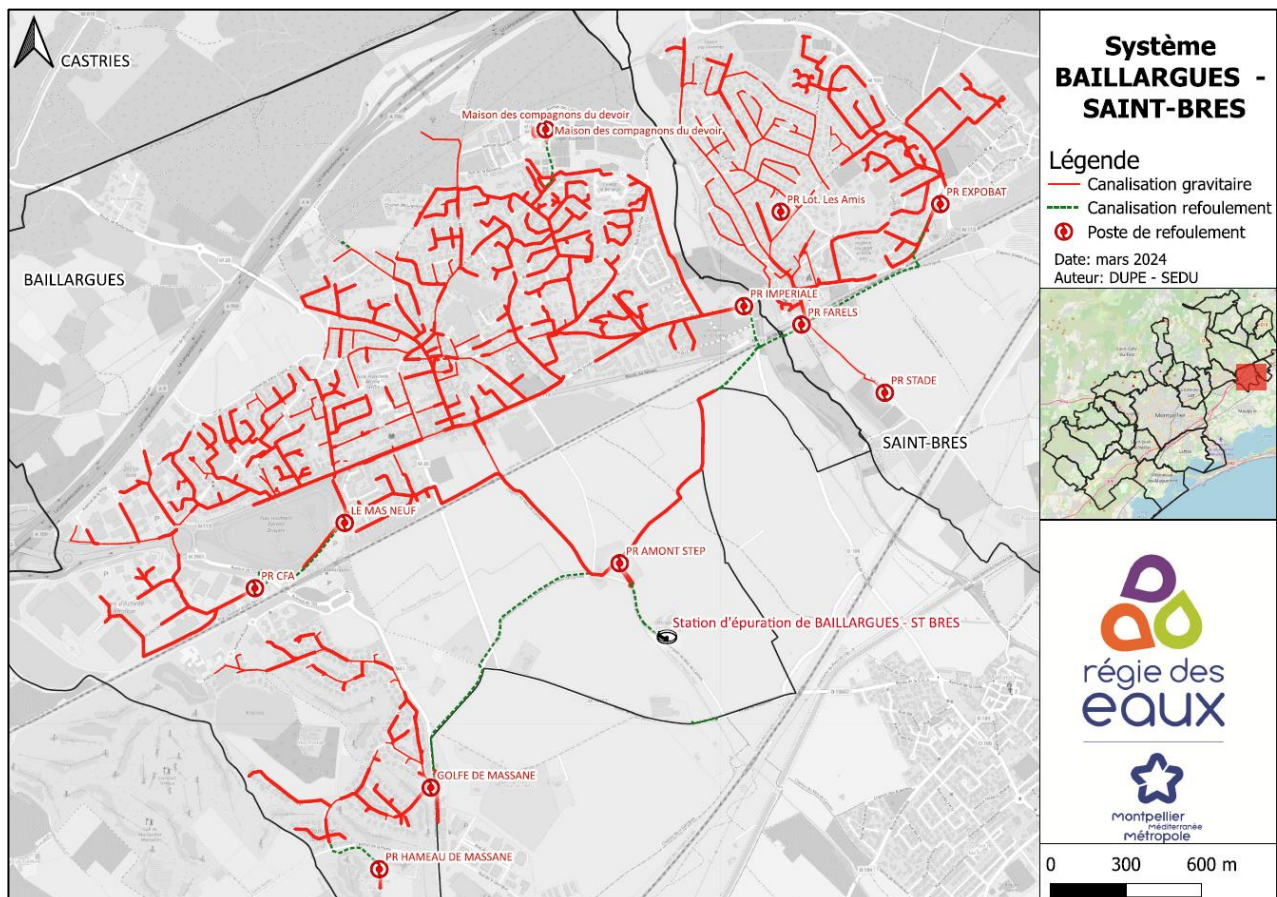 CASTRIES
Maison des compagnons du devoir
Maison des compagnons du devoir
PR Lot. Les Amis
PR EXPOBAT
BAILLARGUES
PR IMPERIALE
PR FARELS
PR STADE
SAINT-BRES
LE MAS NEUF
PR CFA
PR AMONT STEP
Station d'épuration de BAILLARGUES - ST BRES
GOLFE DE MASSANE
PR HAMEAU DE MASSANE
Système
BAILLARGUES -
SAINT-BRES
Légende
Canalisation gravitaire
Canalisation refoulement
Poste de refoulement
Date: mars 2024
Auteur: DUPE - SEDU
Montpellier
régie des
eaux
montpellier
Méditerranée
métropole
0 300 600 m